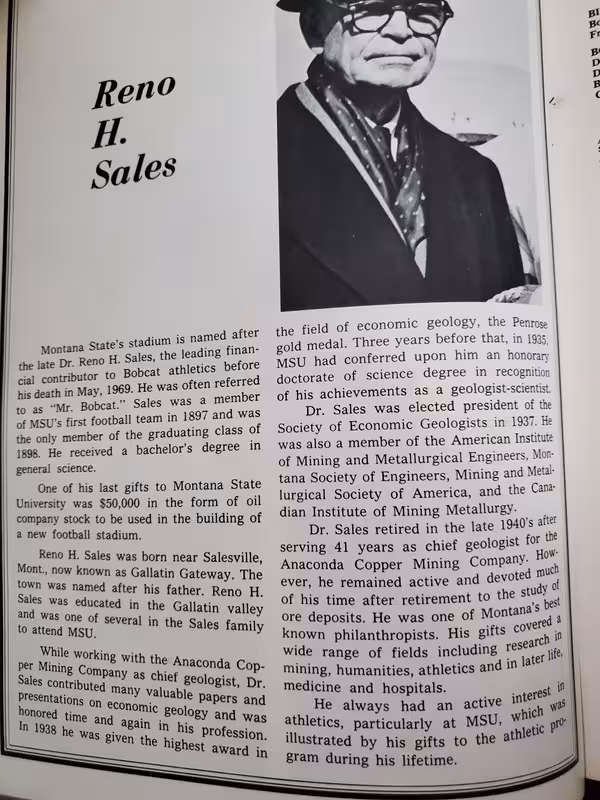 Reno
H.
Sales
Montana State's stadium is named after
the late Dr. Reno H. Sales, the leading finan-
cial contributor to Bobcat athletics before
his death in May, 1969. He was often referred
to as "Mr. Bobcat." Sales was a member
of MSU's first football team in 1897 and was
the only member of the graduating class of
1898. He received a bachelor's degree in
general science.
One of his last gifts to Montana State
University was $50,000 in the form of oil
company stock to be used in the building of
a new football stadium.
Reno H. Sales was born near Salesville,
Mont., now known as Gallatin Gateway. The
town was named after his father. Reno H.
Sales was educated in the Gallatin valley
and was one of several in the Sales family
to attend MSU.
While working with the Anaconda Cop-
per Mining Company as chief geologist, Dr.
Sales contributed many valuable papers and
presentations on economic geology and was
honored time and again in his profession.
In 1938 he was given the highest award in
the field of economic geology, the Penrose
gold medal. Three years before that, in 1935,
MSU had conferred upon him an honorary
doctorate of science degree in recognition
of his achievements as a geologist-scientist.
Dr. Sales was elected president of the
Society of Economic Geologists in 1937. He
was also a member of the American Institute
of Mining and Metallurgical Engineers, Mon-
tana Society of Engineers, Mining and Metal-
lurgical Society of America, and the Cana-
dian Institute of Mining Metallurgy.
Dr. Sales retired in the late 1940's after
serving 41 years as chief geologist for the
Anaconda Copper Mining Company. How-
ever, he remained active and devoted much
of his time after retirement to the study of
ore deposits. He was one of Montana's best
known philanthropists. His gifts covered a
wide range of fields including research in
mining, humanities, athletics and in later life,
medicine and hospitals.
He always had an active interest in
athletics, particularly at MSU, which was
illustrated by his gifts to the athletic pro-
gram during his lifetime.